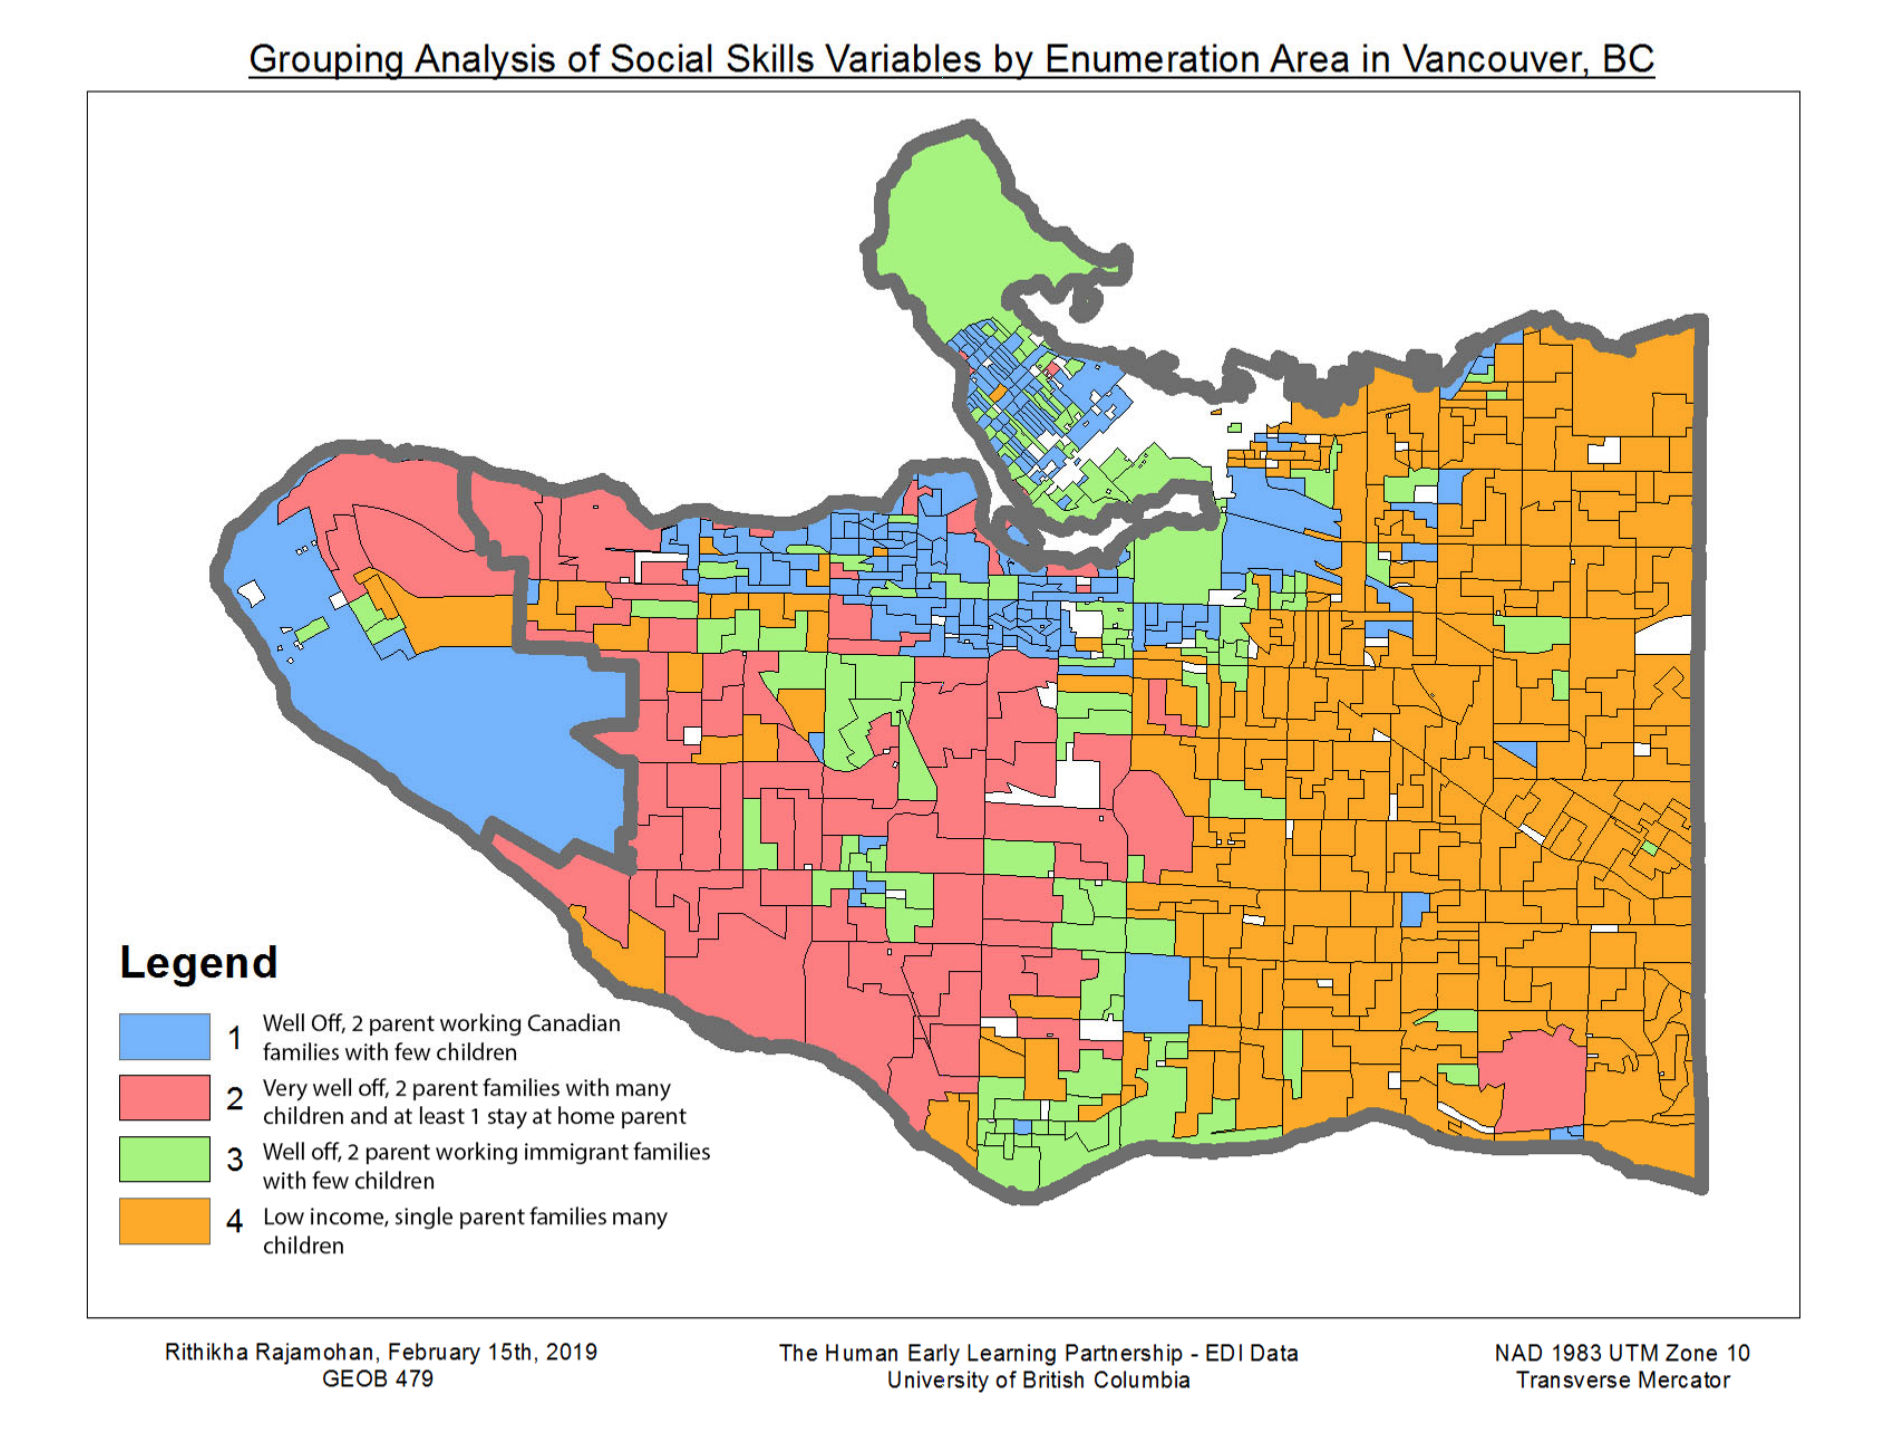 Grouping Analysis of Social Skills Variables by Enumeration Area in Vancouver, BC
Legend
1 Well Off, 2 parent working Canadian
families with few children
2 Very well off, 2 parent families with many
children and at least 1 stay at home parent
3 Well off, 2 parent working immigrant families
with few children
4 Low income, single parent families many
children
Rithikha Rajamohan, February 15th, 2019
GEOB 479
The Human Early Learning Partnership - EDI Data
University of British Columbia
NAD 1983 UTM Zone 10
Transverse Mercator